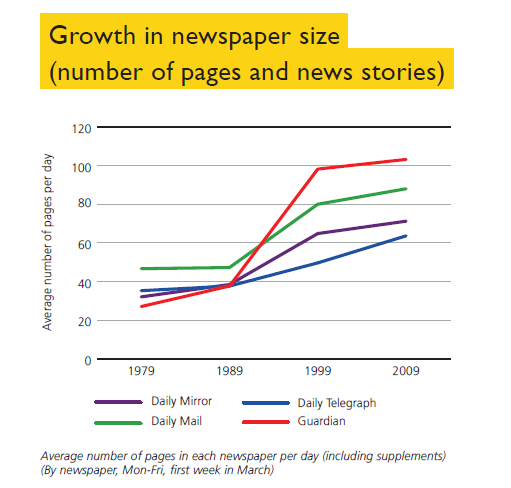 Growth in newspaper size
(number of pages and news stories)
Average number of pages per day
120
100
80
60
40
20
0
1979 1989 1999 2009
Daily Mirror Daily Telegraph
Daily Mail Guardian
Average number of pages in each newspaper per day (including supplements)
(By newspaper, Mon-Fri, first week in March)